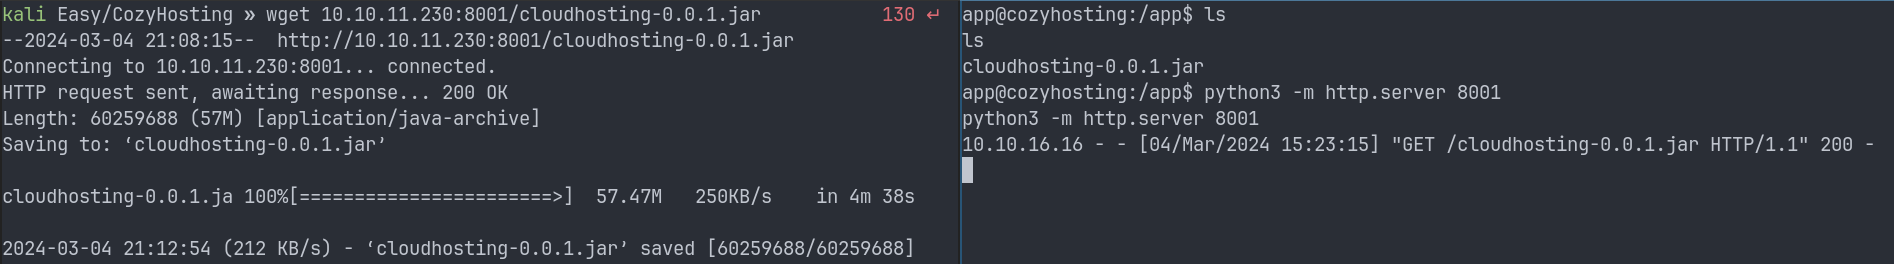 kali Easy/CozyHosting » wget 10.10.11.230:8001/cloudhosting-0.0.1.jar 130 ↵
--2024-03-04 21:08:15--  http://10.10.11.230:8001/cloudhosting-0.0.1.jar
Connecting to 10.10.11.230:8001... connected.
HTTP request sent, awaiting response... 200 OK
Length: 60259688 (57M) [application/java-archive]
Saving to: ‘cloudhosting-0.0.1.jar’
cloudhosting-0.0.1.ja 100%[========================>]  57.47M   250KB/s    in 4m 38s
2024-03-04 21:12:54 (212 KB/s) - ‘cloudhosting-0.0.1.jar’ saved [60259688/60259688]
app@cozyhosting:/app$ ls
ls
cloudhosting-0.0.1.jar
app@cozyhosting:/app$ python3 -m http.server 8001
python3 -m http.server 8001
10.10.16.16 - - [04/Mar/2024 15:23:15] "GET /cloudhosting-0.0.1.jar HTTP/1.1" 200 -